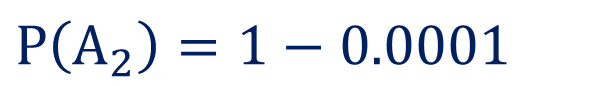 P(A₂) = 1 − 0.0001